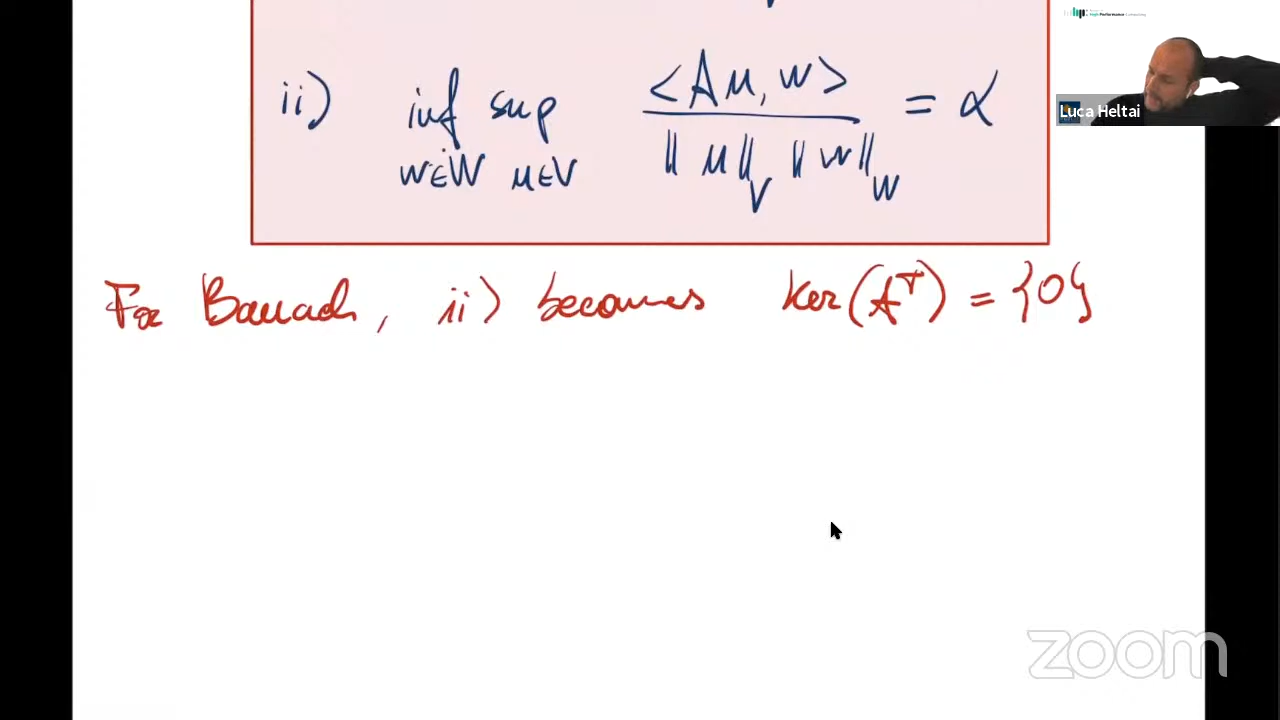 ii) inf sup <Au, w> = α
w∈W u∈V ‖u‖_V ‖w‖_W
For Banach, ii) becomes ker(A^T) = {0}
Luca Heltai
zoom